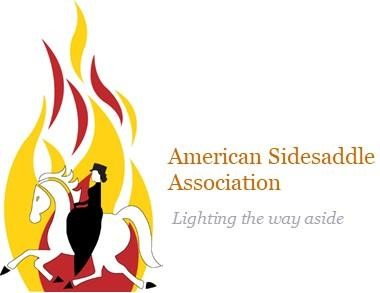 American Sidesaddle
Association
Lighting the way aside